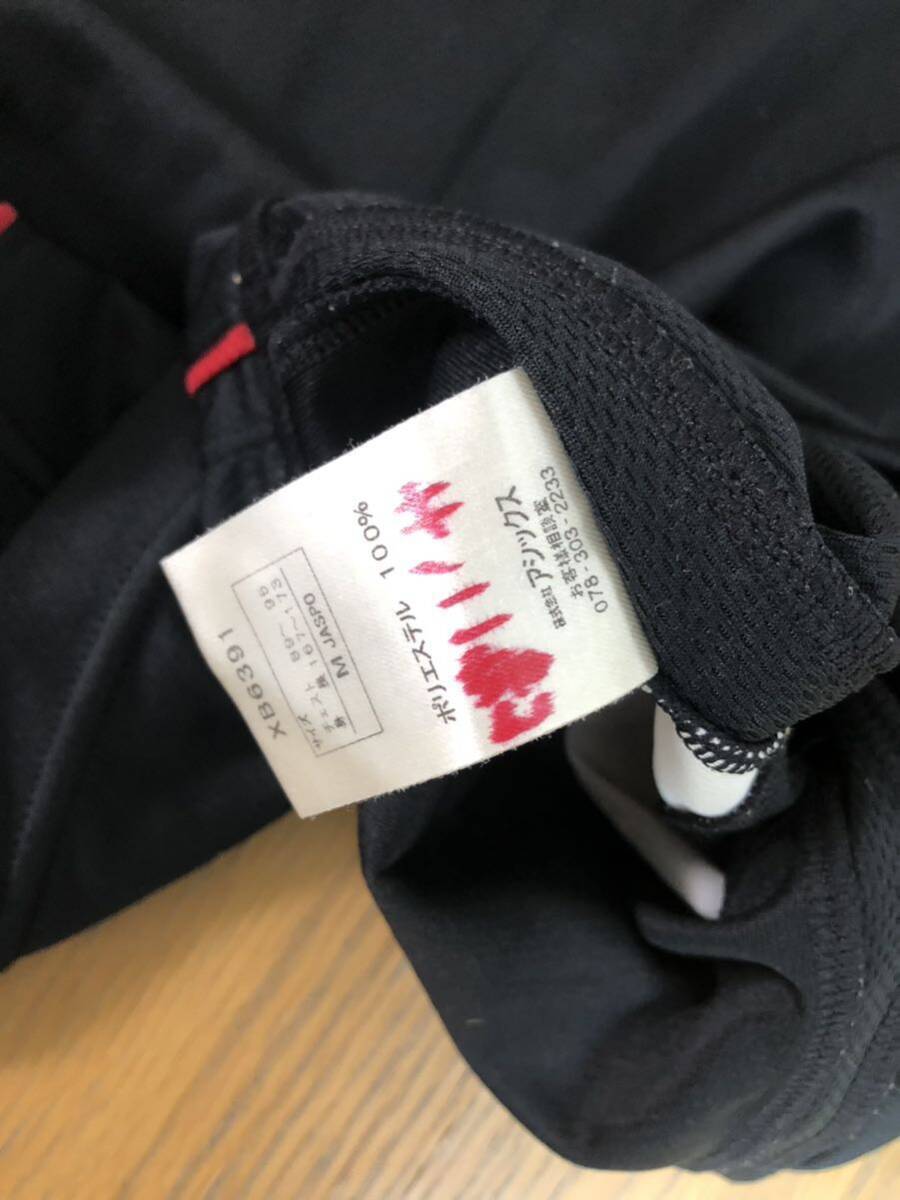 XB6391
サイズ
チェスト 89～96
身 長 167～173
M JASPO
ポリエステル 100%
株式会社アシックス
お客様相談室
078-303-2233